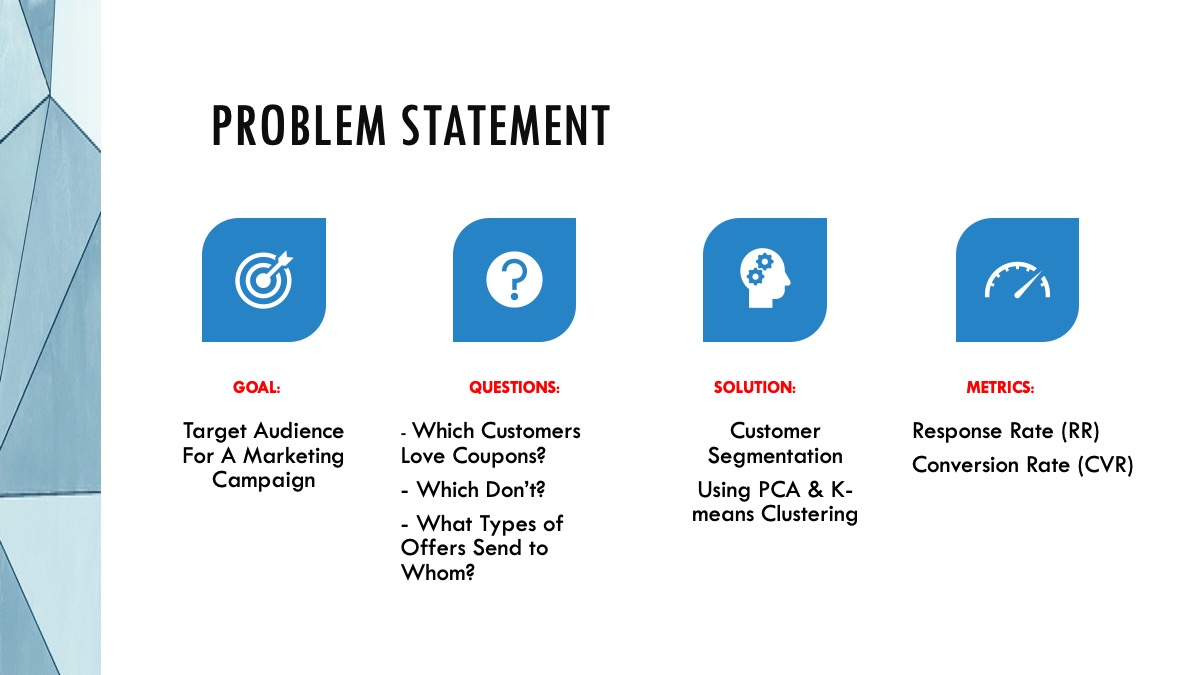 PROBLEM STATEMENT
GOAL:
Target Audience
For A Marketing
Campaign
QUESTIONS:
- Which Customers
Love Coupons?
- Which Don’t?
- What Types of
Offers Send to
Whom?
SOLUTION:
Customer
Segmentation
Using PCA & K-
means Clustering
METRICS:
Response Rate (RR)
Conversion Rate (CVR)